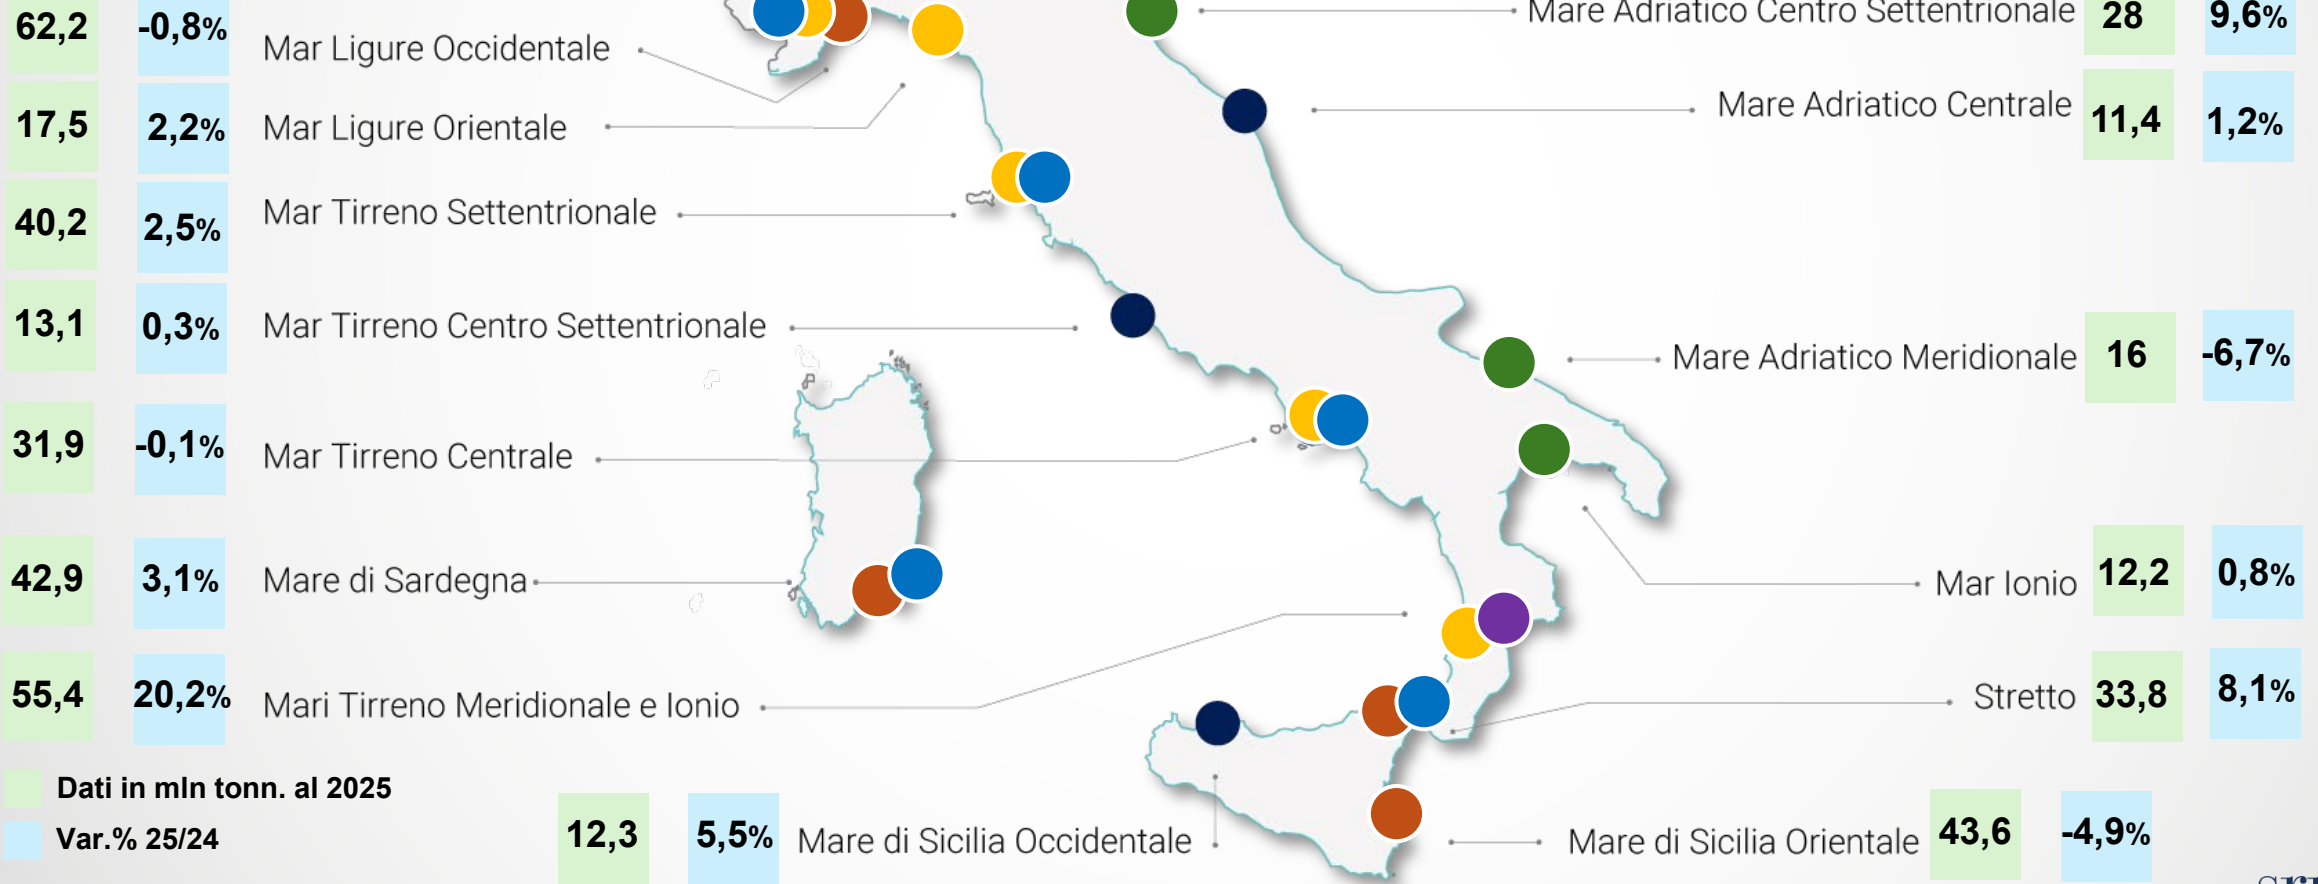 62,2 -0,8% Mar Ligure Occidentale
17,5 2,2% Mar Ligure Orientale
40,2 2,5% Mar Tirreno Settentrionale
13,1 0,3% Mar Tirreno Centro Settentrionale
31,9 -0,1% Mar Tirreno Centrale
42,9 3,1% Mare di Sardegna
55,4 20,2% Mari Tirreno Meridionale e Ionio
Mare Adriatico Centro Settentrionale 28 9,6%
Mare Adriatico Centrale 11,4 1,2%
Mare Adriatico Meridionale 16 -6,7%
Mar Ionio 12,2 0,8%
Stretto 33,8 8,1%
Dati in mln tonn. al 2025
Var.% 25/24
12,3 5,5% Mare di Sicilia Occidentale
Mare di Sicilia Orientale 43,6 -4,9%